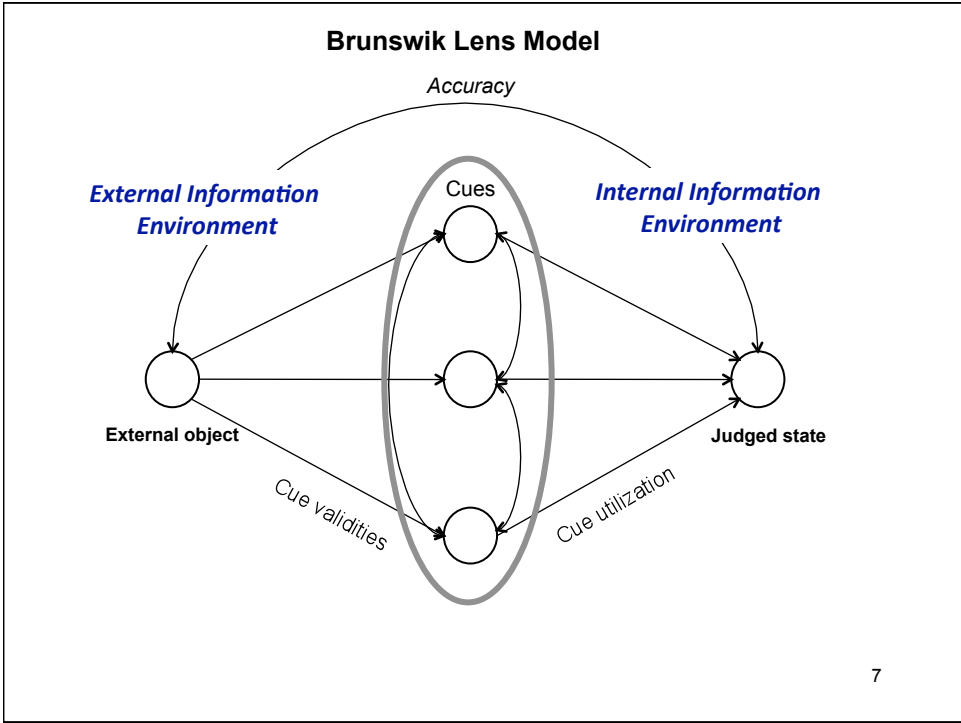 Brunswik Lens Model
Accuracy
External Information
Environment
Cues
Internal Information
Environment
External object
Judged state
Cue validities
Cue utilization
7